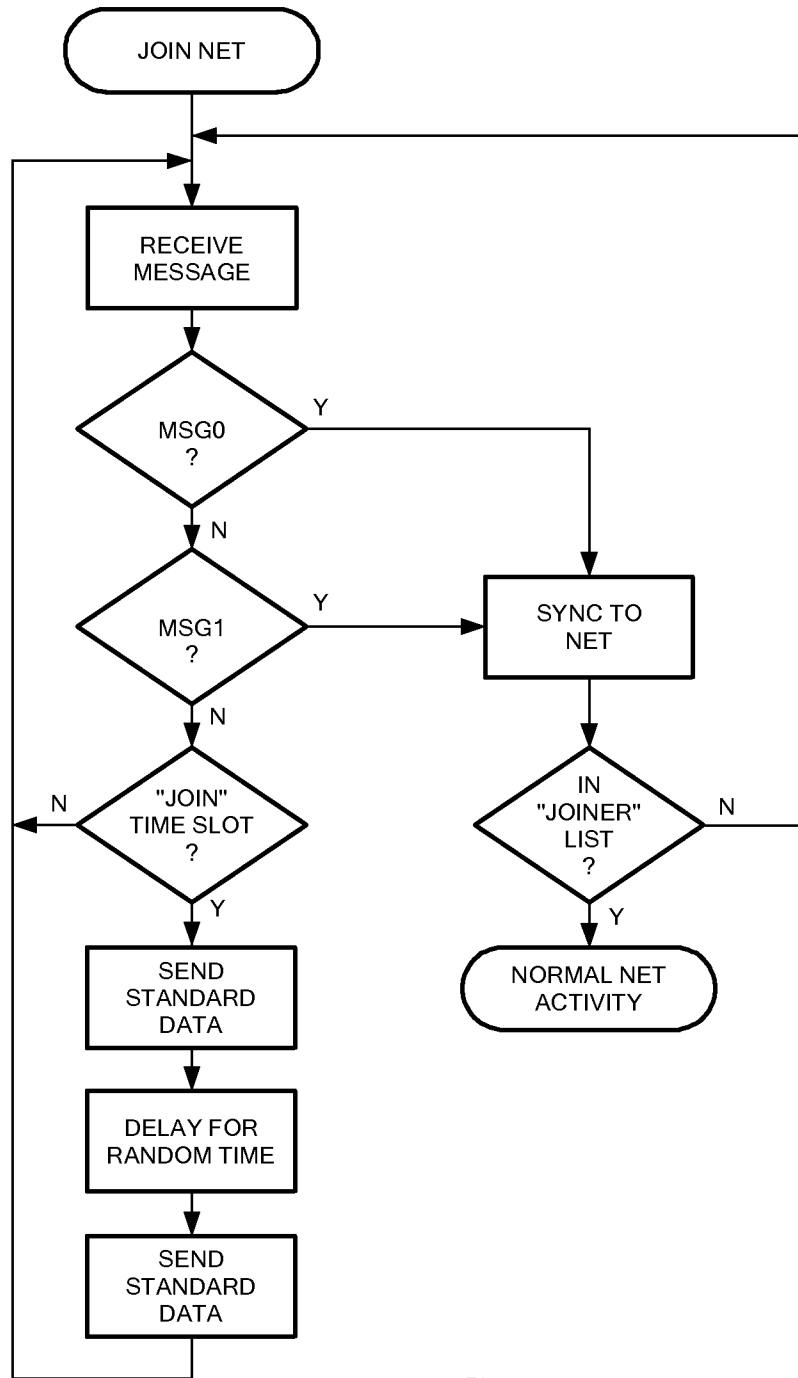 JOIN NET
RECEIVE
MESSAGE
MSG0
?
Y
N
MSG1
?
Y
N
SYNC TO
NET
"JOIN"
TIME SLOT
?
N
Y
IN
"JOINER"
LIST
?
N
Y
SEND
STANDARD
DATA
NORMAL NET
ACTIVITY
DELAY FOR
RANDOM TIME
SEND
STANDARD
DATA